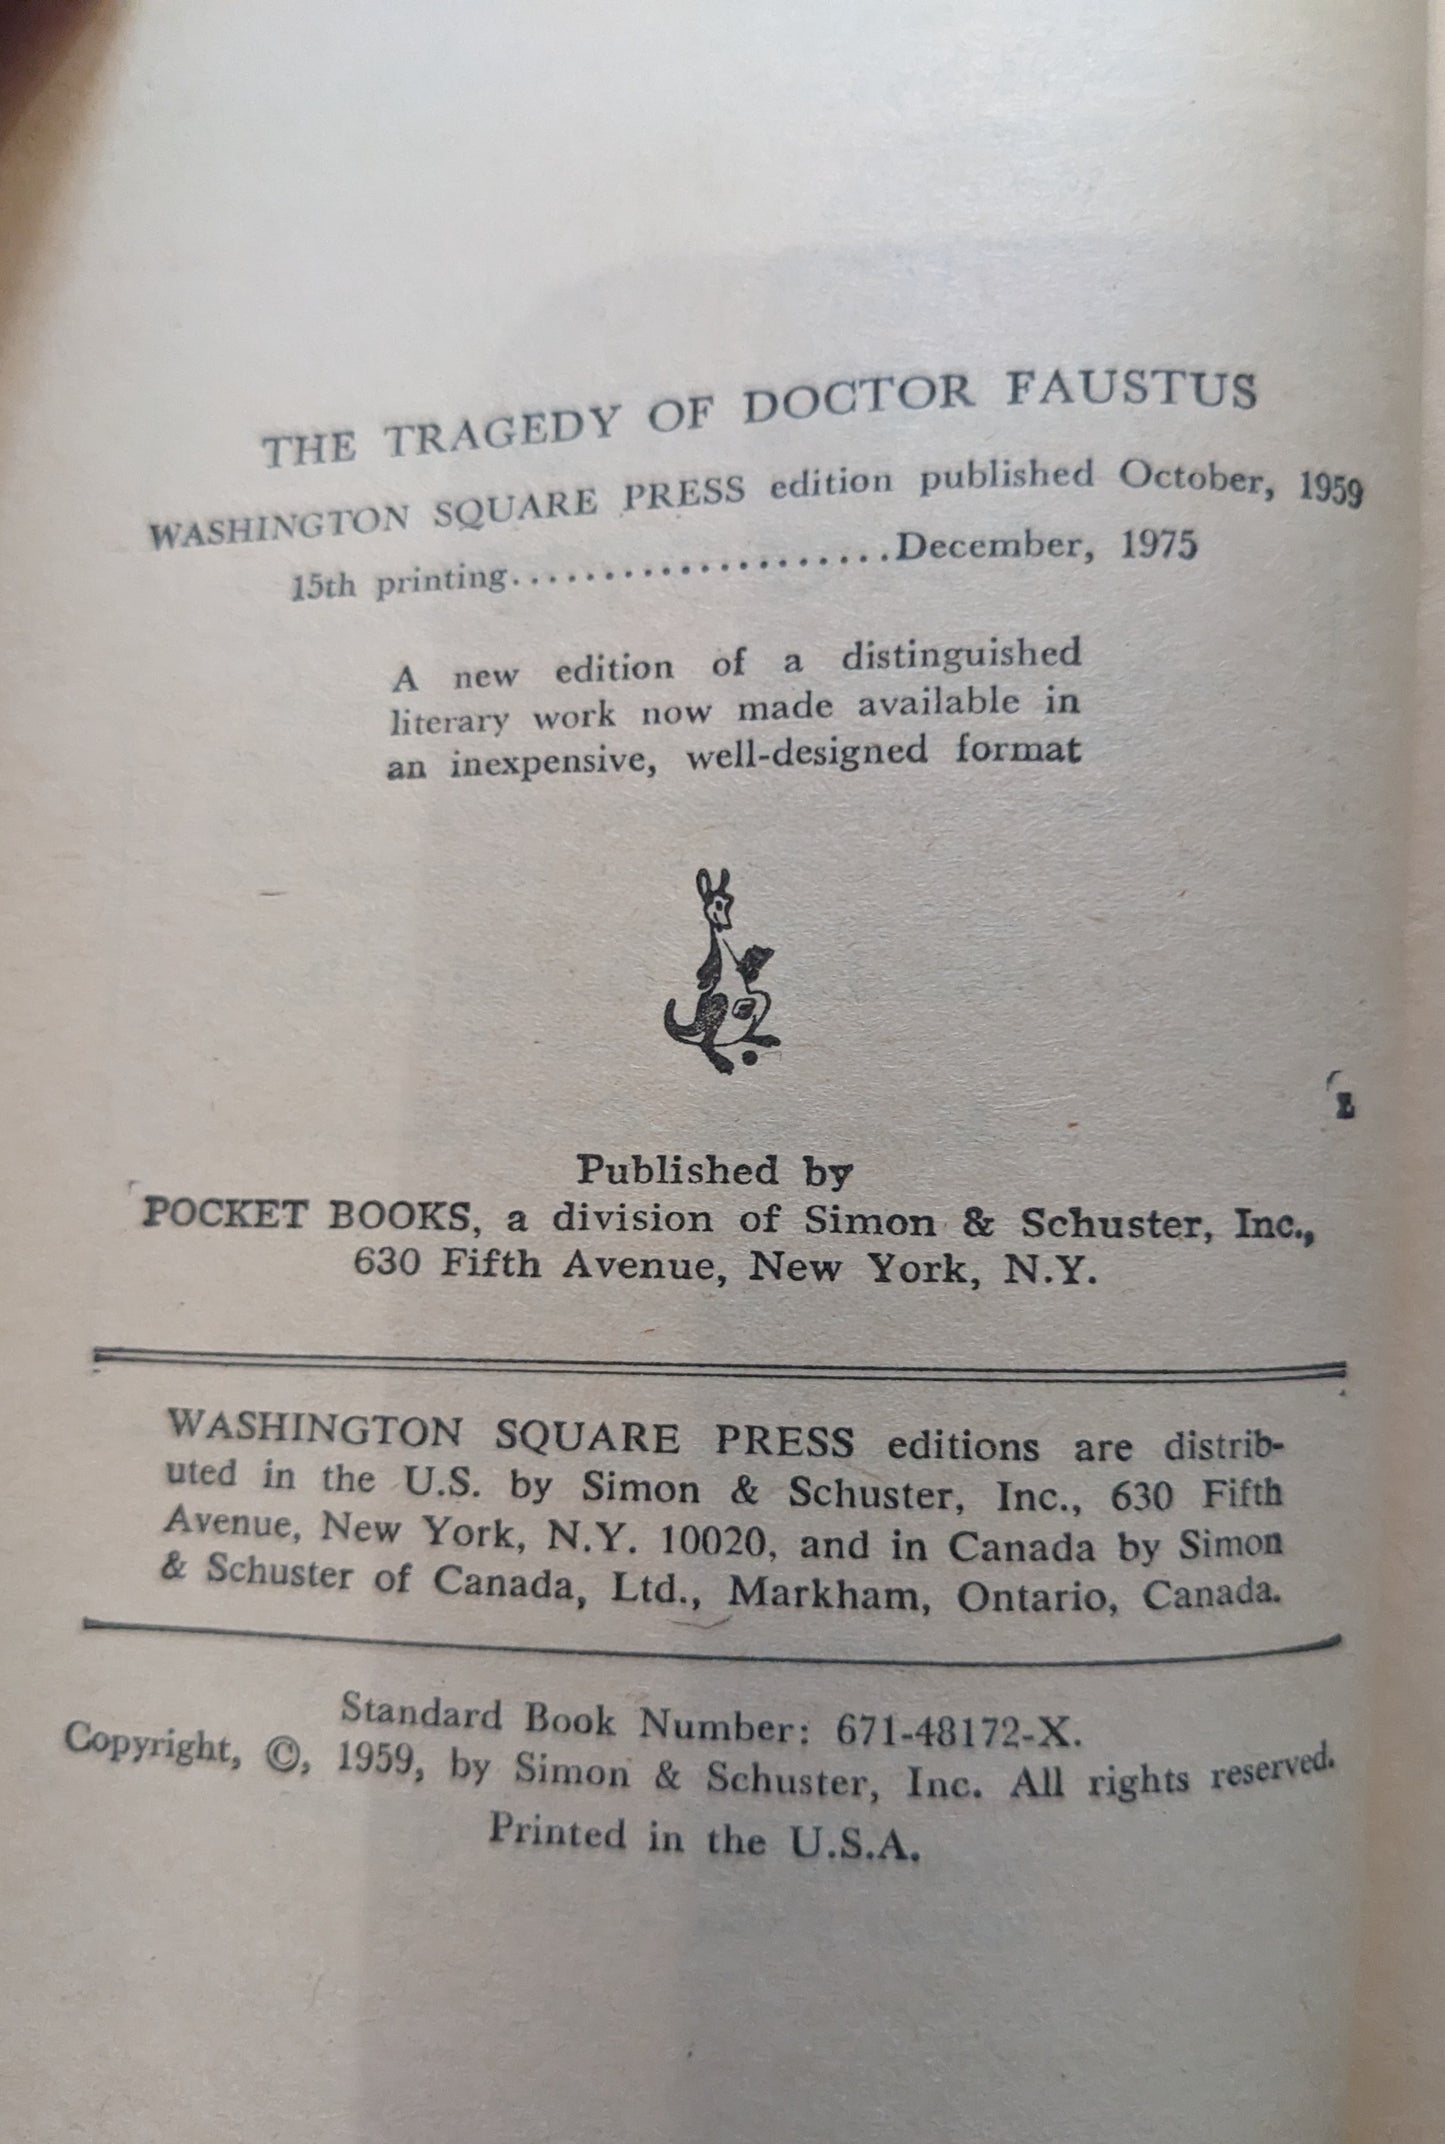 THE TRAGEDY OF DOCTOR FAUSTUS
WASHINGTON SQUARE PRESS edition published October, 1959
15th printing....................December, 1975
A new edition of a distinguished
literary work now made available in
an inexpensive, well-designed format
Published by
POCKET BOOKS, a division of Simon & Schuster, Inc.,
630 Fifth Avenue, New York, N.Y.
WASHINGTON SQUARE PRESS editions are distrib-
uted in the U.S. by Simon & Schuster, Inc., 630 Fifth
Avenue, New York, N.Y. 10020, and in Canada by Simon
& Schuster of Canada, Ltd., Markham, Ontario, Canada.
Standard Book Number: 671-48172-X.
Copyright, ©, 1959, by Simon & Schuster, Inc. All rights reserved.
Printed in the U.S.A.